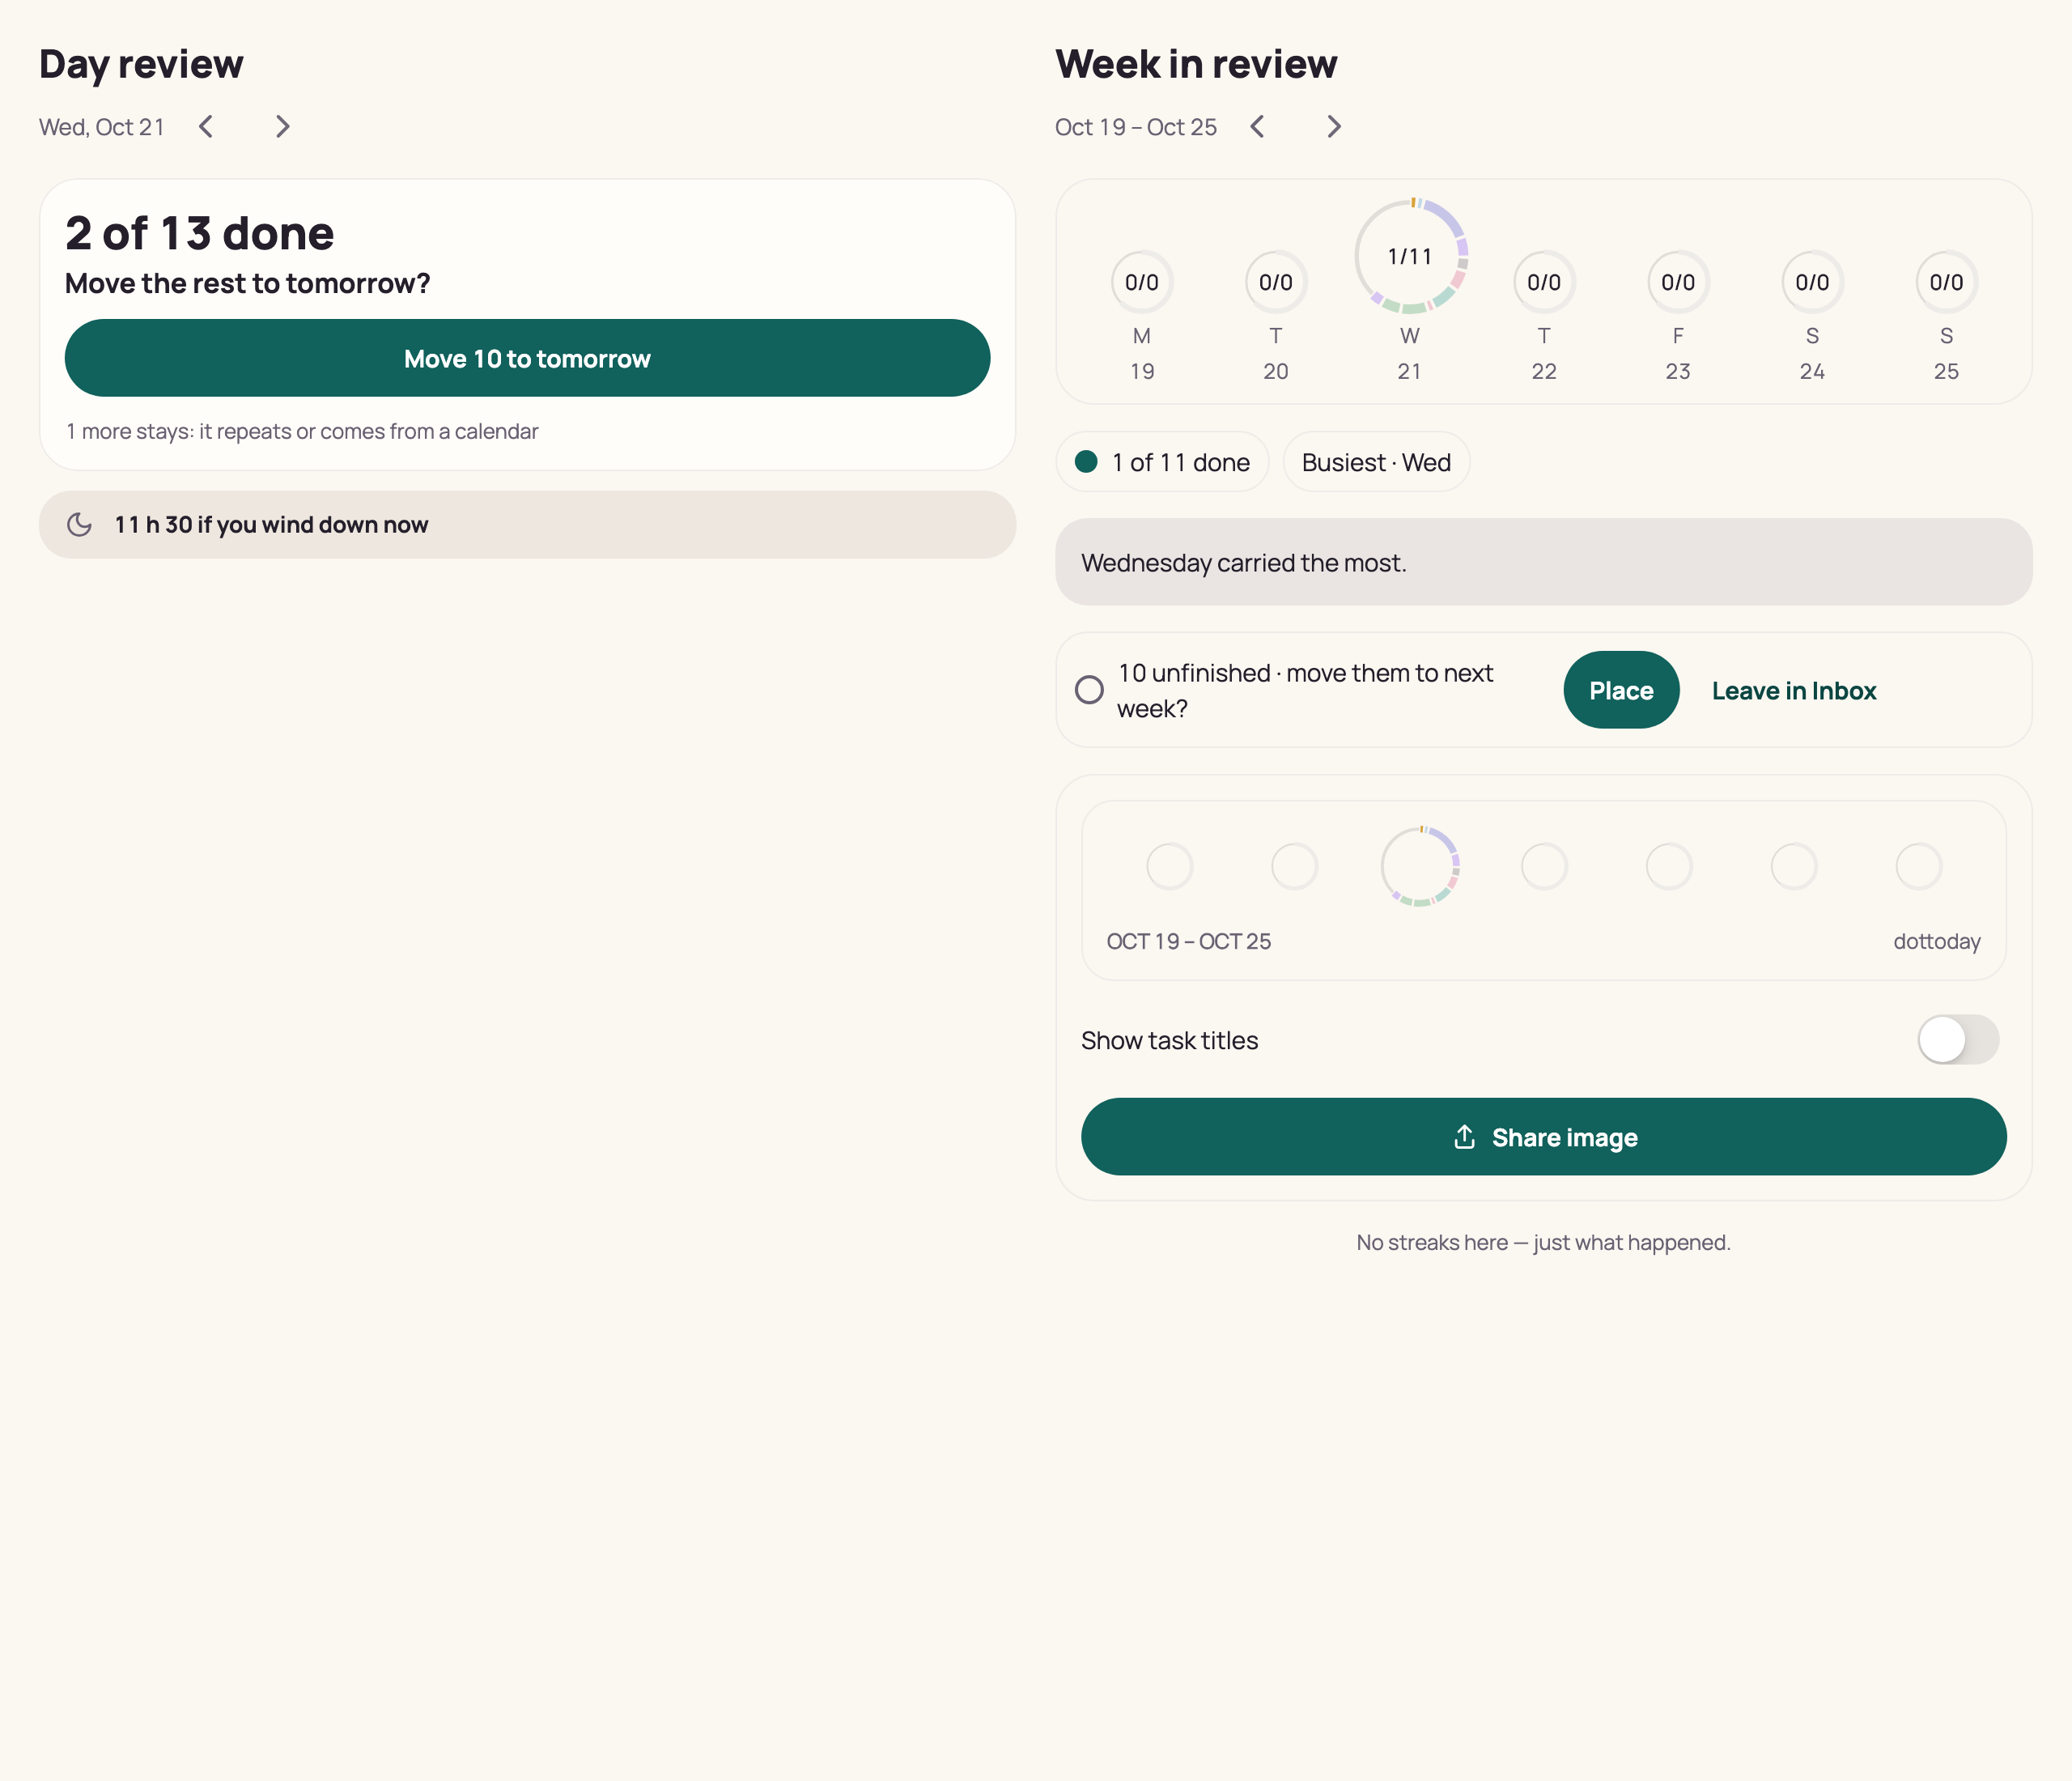 Day review
Wed, Oct 21
2 of 13 done
Move the rest to tomorrow?
Move 10 to tomorrow
1 more stays: it repeats or comes from a calendar
11 h 30 if you wind down now
Week in review
Oct 19 – Oct 25
0/0 0/0 1/11 0/0 0/0 0/0 0/0
M T W T F S S
19 20 21 22 23 24 25
1 of 11 done
Busiest · Wed
Wednesday carried the most.
10 unfinished · move them to next
week?
Place
Leave in Inbox
OCT 19 – OCT 25
dottoday
Show task titles
Share image
No streaks here — just what happened.